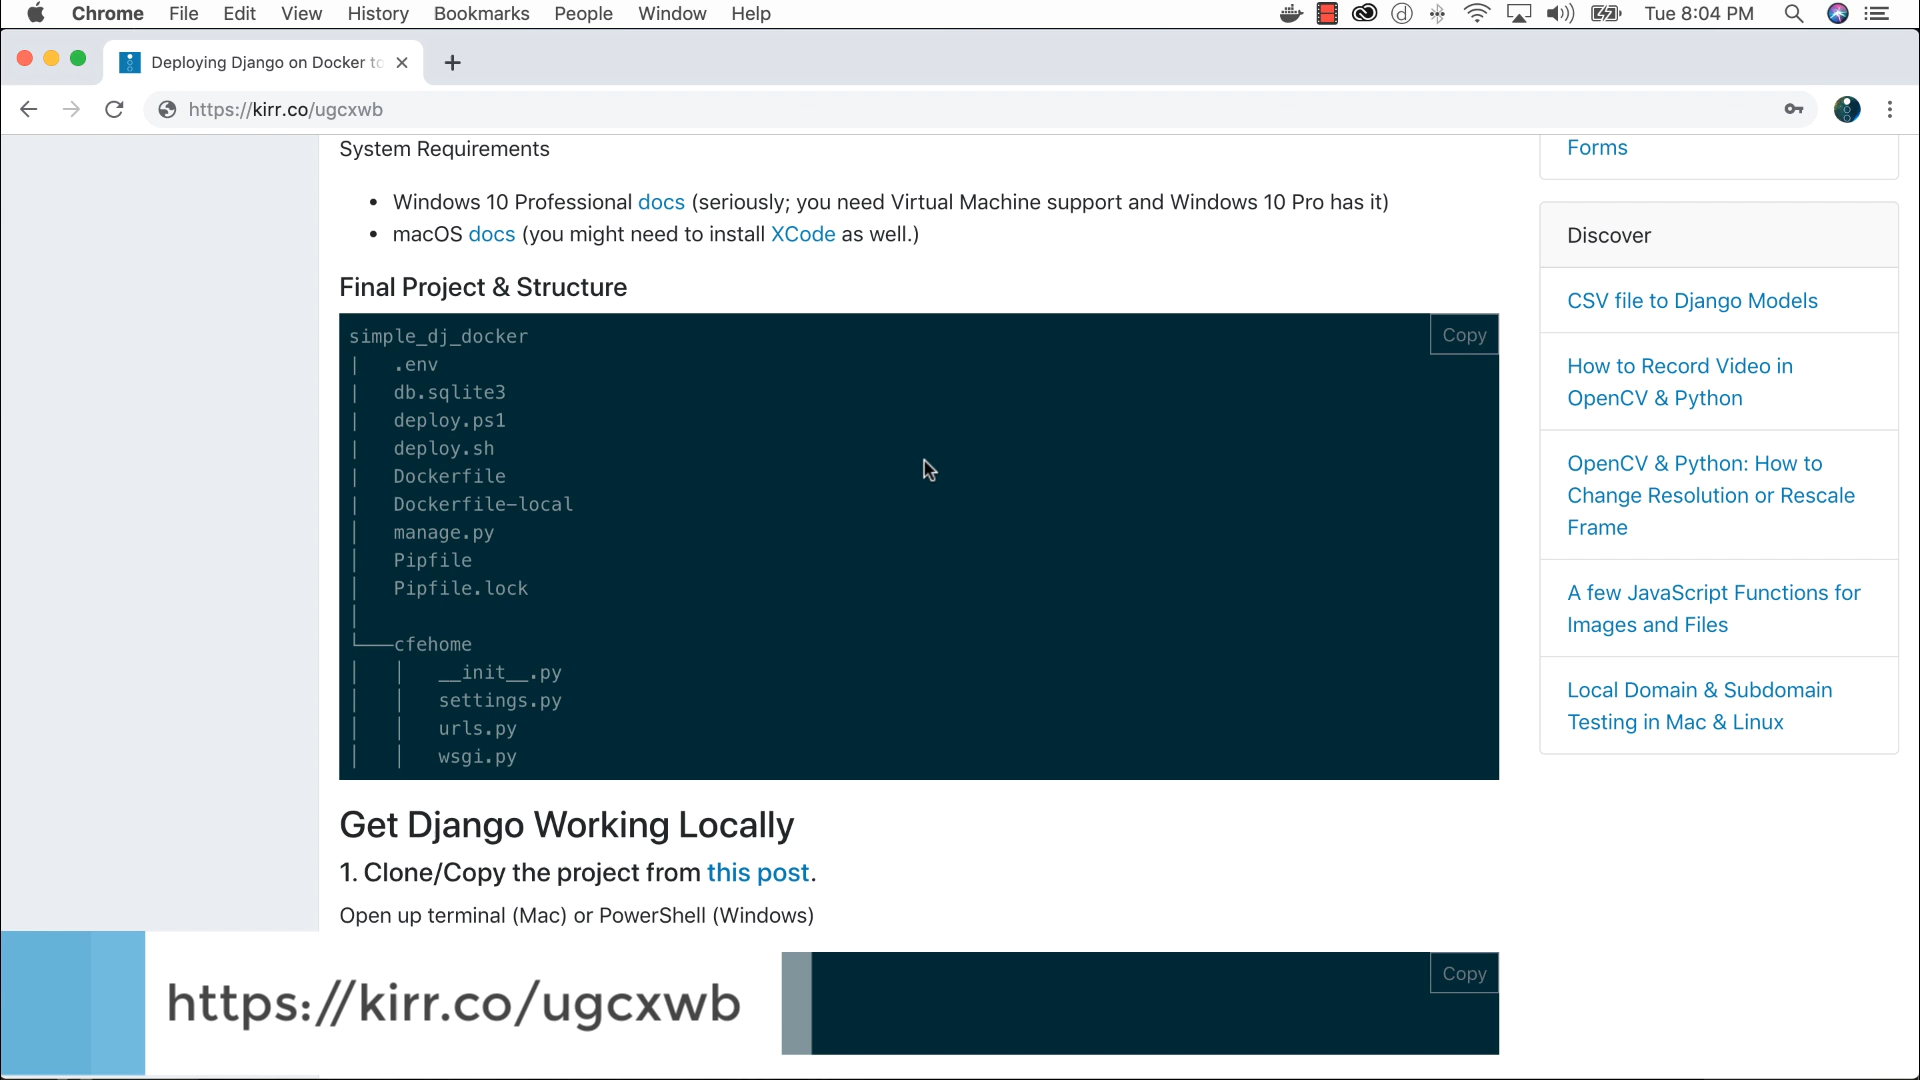 Chrome File Edit View History Bookmarks People Window Help Tue 8:04 PM
Deploying Django on Docker to
https://kirr.co/ugcxwb
System Requirements
• Windows 10 Professional docs (seriously; you need Virtual Machine support and Windows 10 Pro has it)
• macOS docs (you might need to install XCode as well.)
Final Project & Structure
Copy
simple_dj_docker
│   .env
│   db.sqlite3
│   deploy.ps1
│   deploy.sh
│   Dockerfile
│   Dockerfile-local
│   manage.py
│   Pipfile
│   Pipfile.lock
│
└───cfehome
│   │   __init__.py
│   │   settings.py
│   │   urls.py
│   │   wsgi.py
Get Django Working Locally
1. Clone/Copy the project from this post.
Open up terminal (Mac) or PowerShell (Windows)
Copy
https://kirr.co/ugcxwb
Forms
Discover
CSV file to Django Models
How to Record Video in
OpenCV & Python
OpenCV & Python: How to
Change Resolution or Rescale
Frame
A few JavaScript Functions for
Images and Files
Local Domain & Subdomain
Testing in Mac & Linux